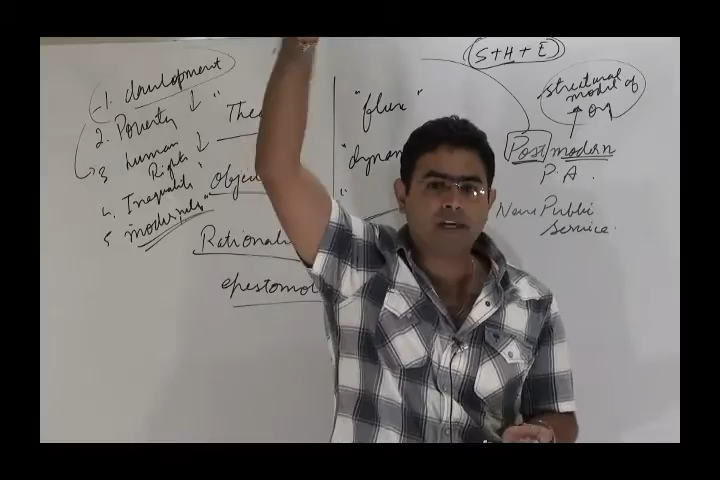 1. development
2. Poverty ↓ "
3 human ↓
Rights "
4. Inequality
5. modernity
Theo
Objec
Rationali
epestomol
"flux"
"dynam
"
(S+H+E)
structural
model of
Org
Post modern
P.A.
New Public
Service.